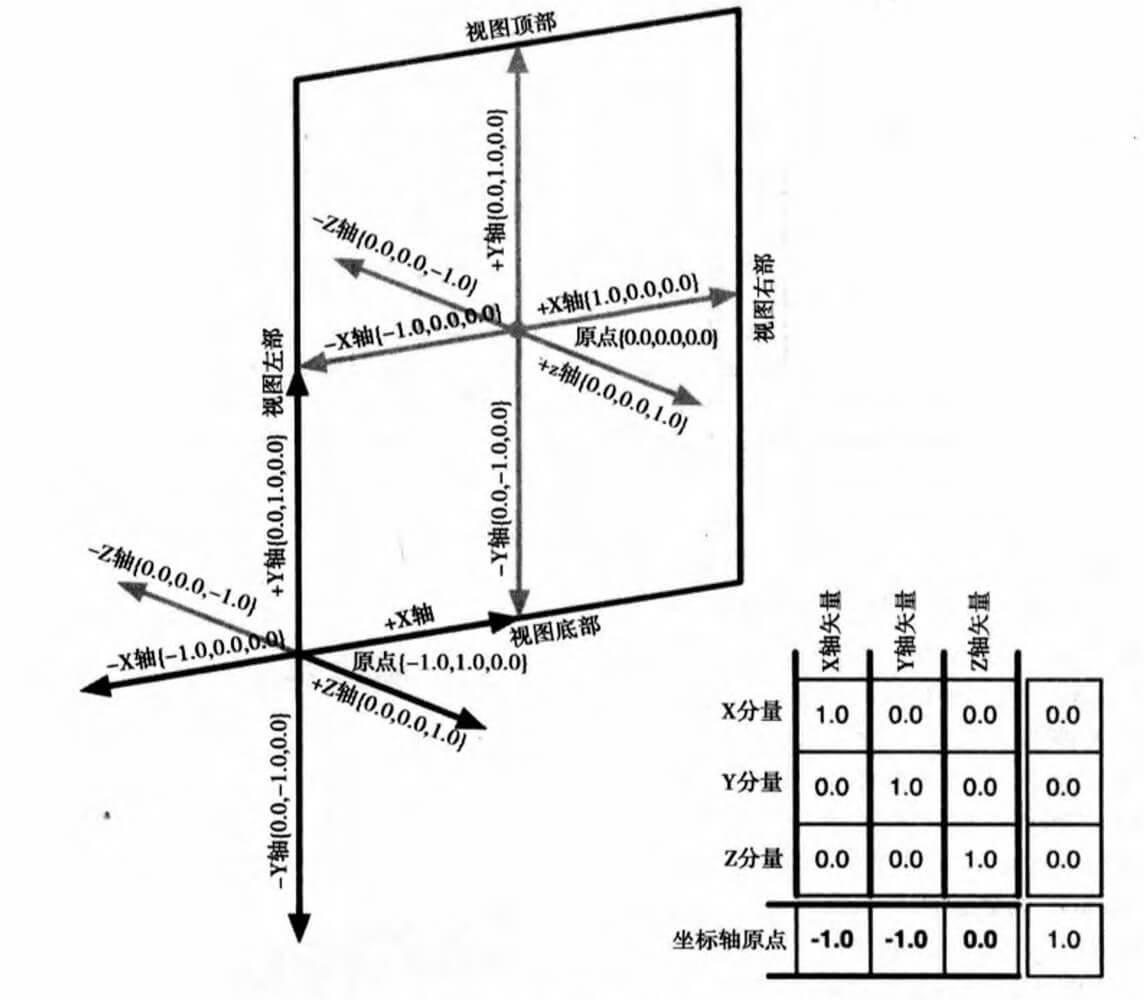 视图顶部
+Y轴{0.0,1.0,0.0}
-Z轴{0.0,0.0,-1.0}
+X轴{1.0,0.0,0.0}
视图右部
-X轴{-1.0,0.0,0.0}
原点{0.0,0.0,0.0}
+z轴{0.0,0.0,1.0}
视图左部
-Y轴{0.0,-1.0,0.0}
+Y轴{0.0,1.0,0.0}
-Z轴{0.0,0.0,-1.0}
+X轴
视图底部
-X轴{-1.0,0.0,0.0}
原点{-1.0,1.0,0.0}
+Z轴{0.0,0.0,1.0}
-Y轴{0.0,-1.0,0.0}
X轴矢量 Y轴矢量 Z轴矢量
X分量 1.0 0.0 0.0 0.0
Y分量 0.0 1.0 0.0 0.0
Z分量 0.0 0.0 1.0 0.0
坐标轴原点 -1.0 -1.0 0.0 1.0